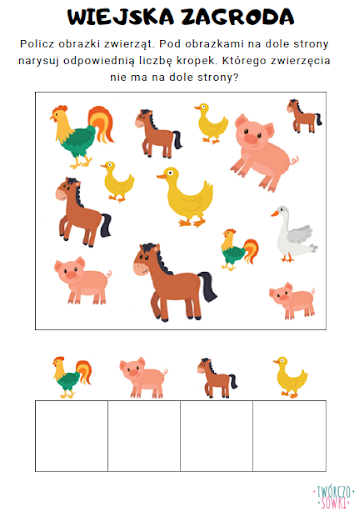 WIEJSKA ZAGRODA
Policz obrazki zwierząt. Pod obrazkami na dole strony
narysuj odpowiednią liczbę kropek. Którego zwierzęcia
nie ma na dole strony?
TWÓRCZO
SÓWKI